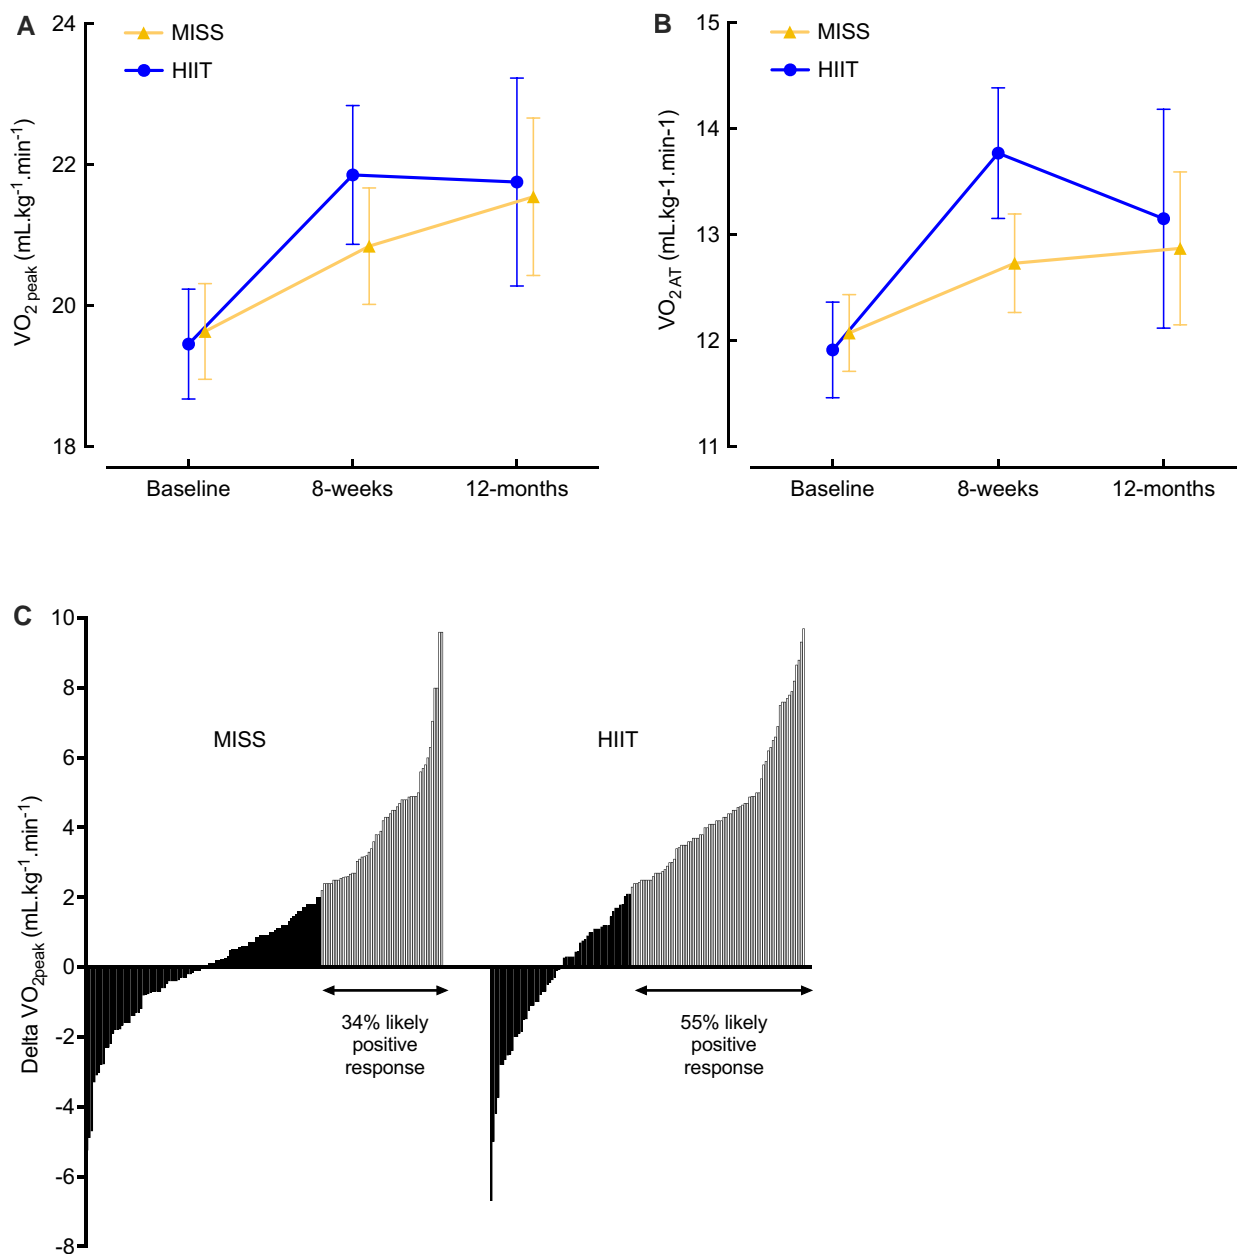 A
MISS
HIIT
24
22
20
18
VO2 peak (mL.kg-1.min-1)
Baseline 8-weeks 12-months
B
MISS
HIIT
15
14
13
12
11
VO2 AT (mL.kg-1.min-1)
Baseline 8-weeks 12-months
C
10
8
6
4
2
0
-2
-4
-6
-8
Delta VO2peak (mL.kg-1.min-1)
MISS
HIIT
34% likely
positive
response
55% likely
positive
response